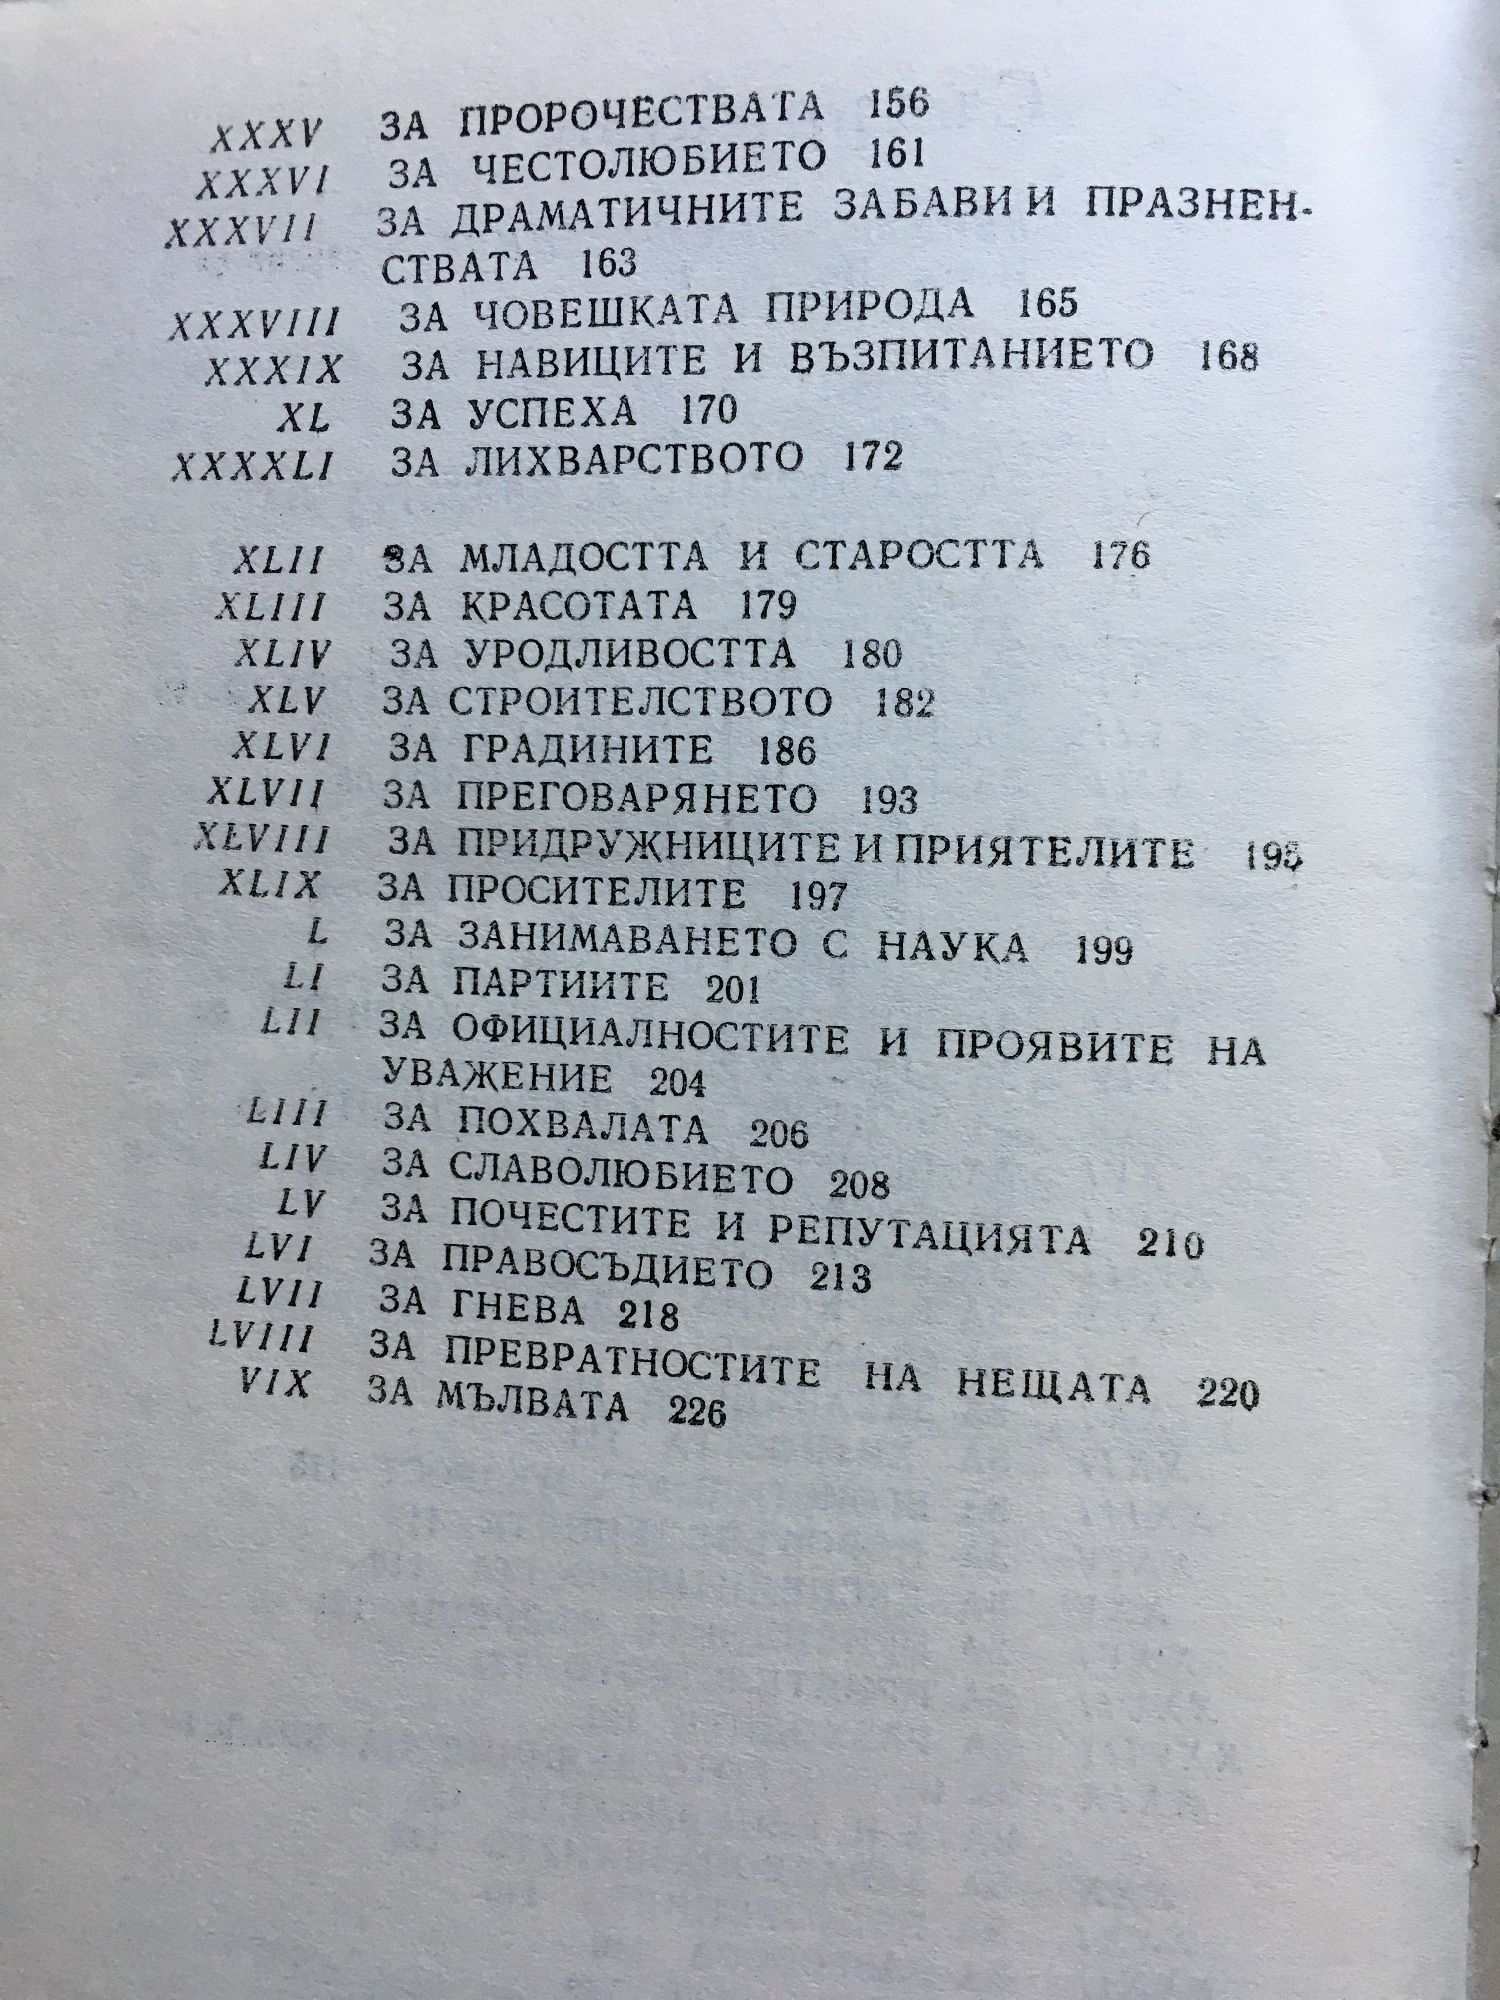 XXXV ЗА ПРОРОЧЕСТВАТА 156
XXXVI ЗА ЧЕСТОЛЮБИЕТО 161
XXXVII ЗА ДРАМАТИЧНИТЕ ЗАБАВИ И ПРАЗНЕН-
СТВАТА 163
XXXVIII ЗА ЧОВЕШКАТА ПРИРОДА 165
XXXIX ЗА НАВИЦИТЕ И ВЪЗПИТАНИЕТО 168
XL ЗА УСПЕХА 170
XXXXLI ЗА ЛИХВАРСТВОТО 172
XLII ЗА МЛАДОСТТА И СТАРОСТТА 176
XLIII ЗА КРАСОТАТА 179
XLIV ЗА УРОДЛИВОСТТА 180
XLV ЗА СТРОИТЕЛСТВОТО 182
XLVI ЗА ГРАДИНИТЕ 186
XLVII ЗА ПРЕГОВАРЯНЕТО 193
XLVIII ЗА ПРИДРУЖНИЦИТЕ И ПРИЯТЕЛИТЕ 195
XLIX ЗА ПРОСИТЕЛИТЕ 197
L ЗА ЗАНИМАВАНЕТО С НАУКА 199
LI ЗА ПАРТИИТЕ 201
LII ЗА ОФИЦИАЛНОСТИТЕ И ПРОЯВИТЕ НА
УВАЖЕНИЕ 204
LIII ЗА ПОХВАЛАТА 206
LIV ЗА СЛАВОЛЮБИЕТО 208
LV ЗА ПОЧЕСТИТЕ И РЕПУТАЦИЯТА 210
LVI ЗА ПРАВОСЪДИЕТО 213
LVII ЗА ГНЕВА 218
LVIII ЗА ПРЕВРАТНОСТИТЕ НА НЕЩАТА 220
VIX ЗА МЪЛВАТА 226